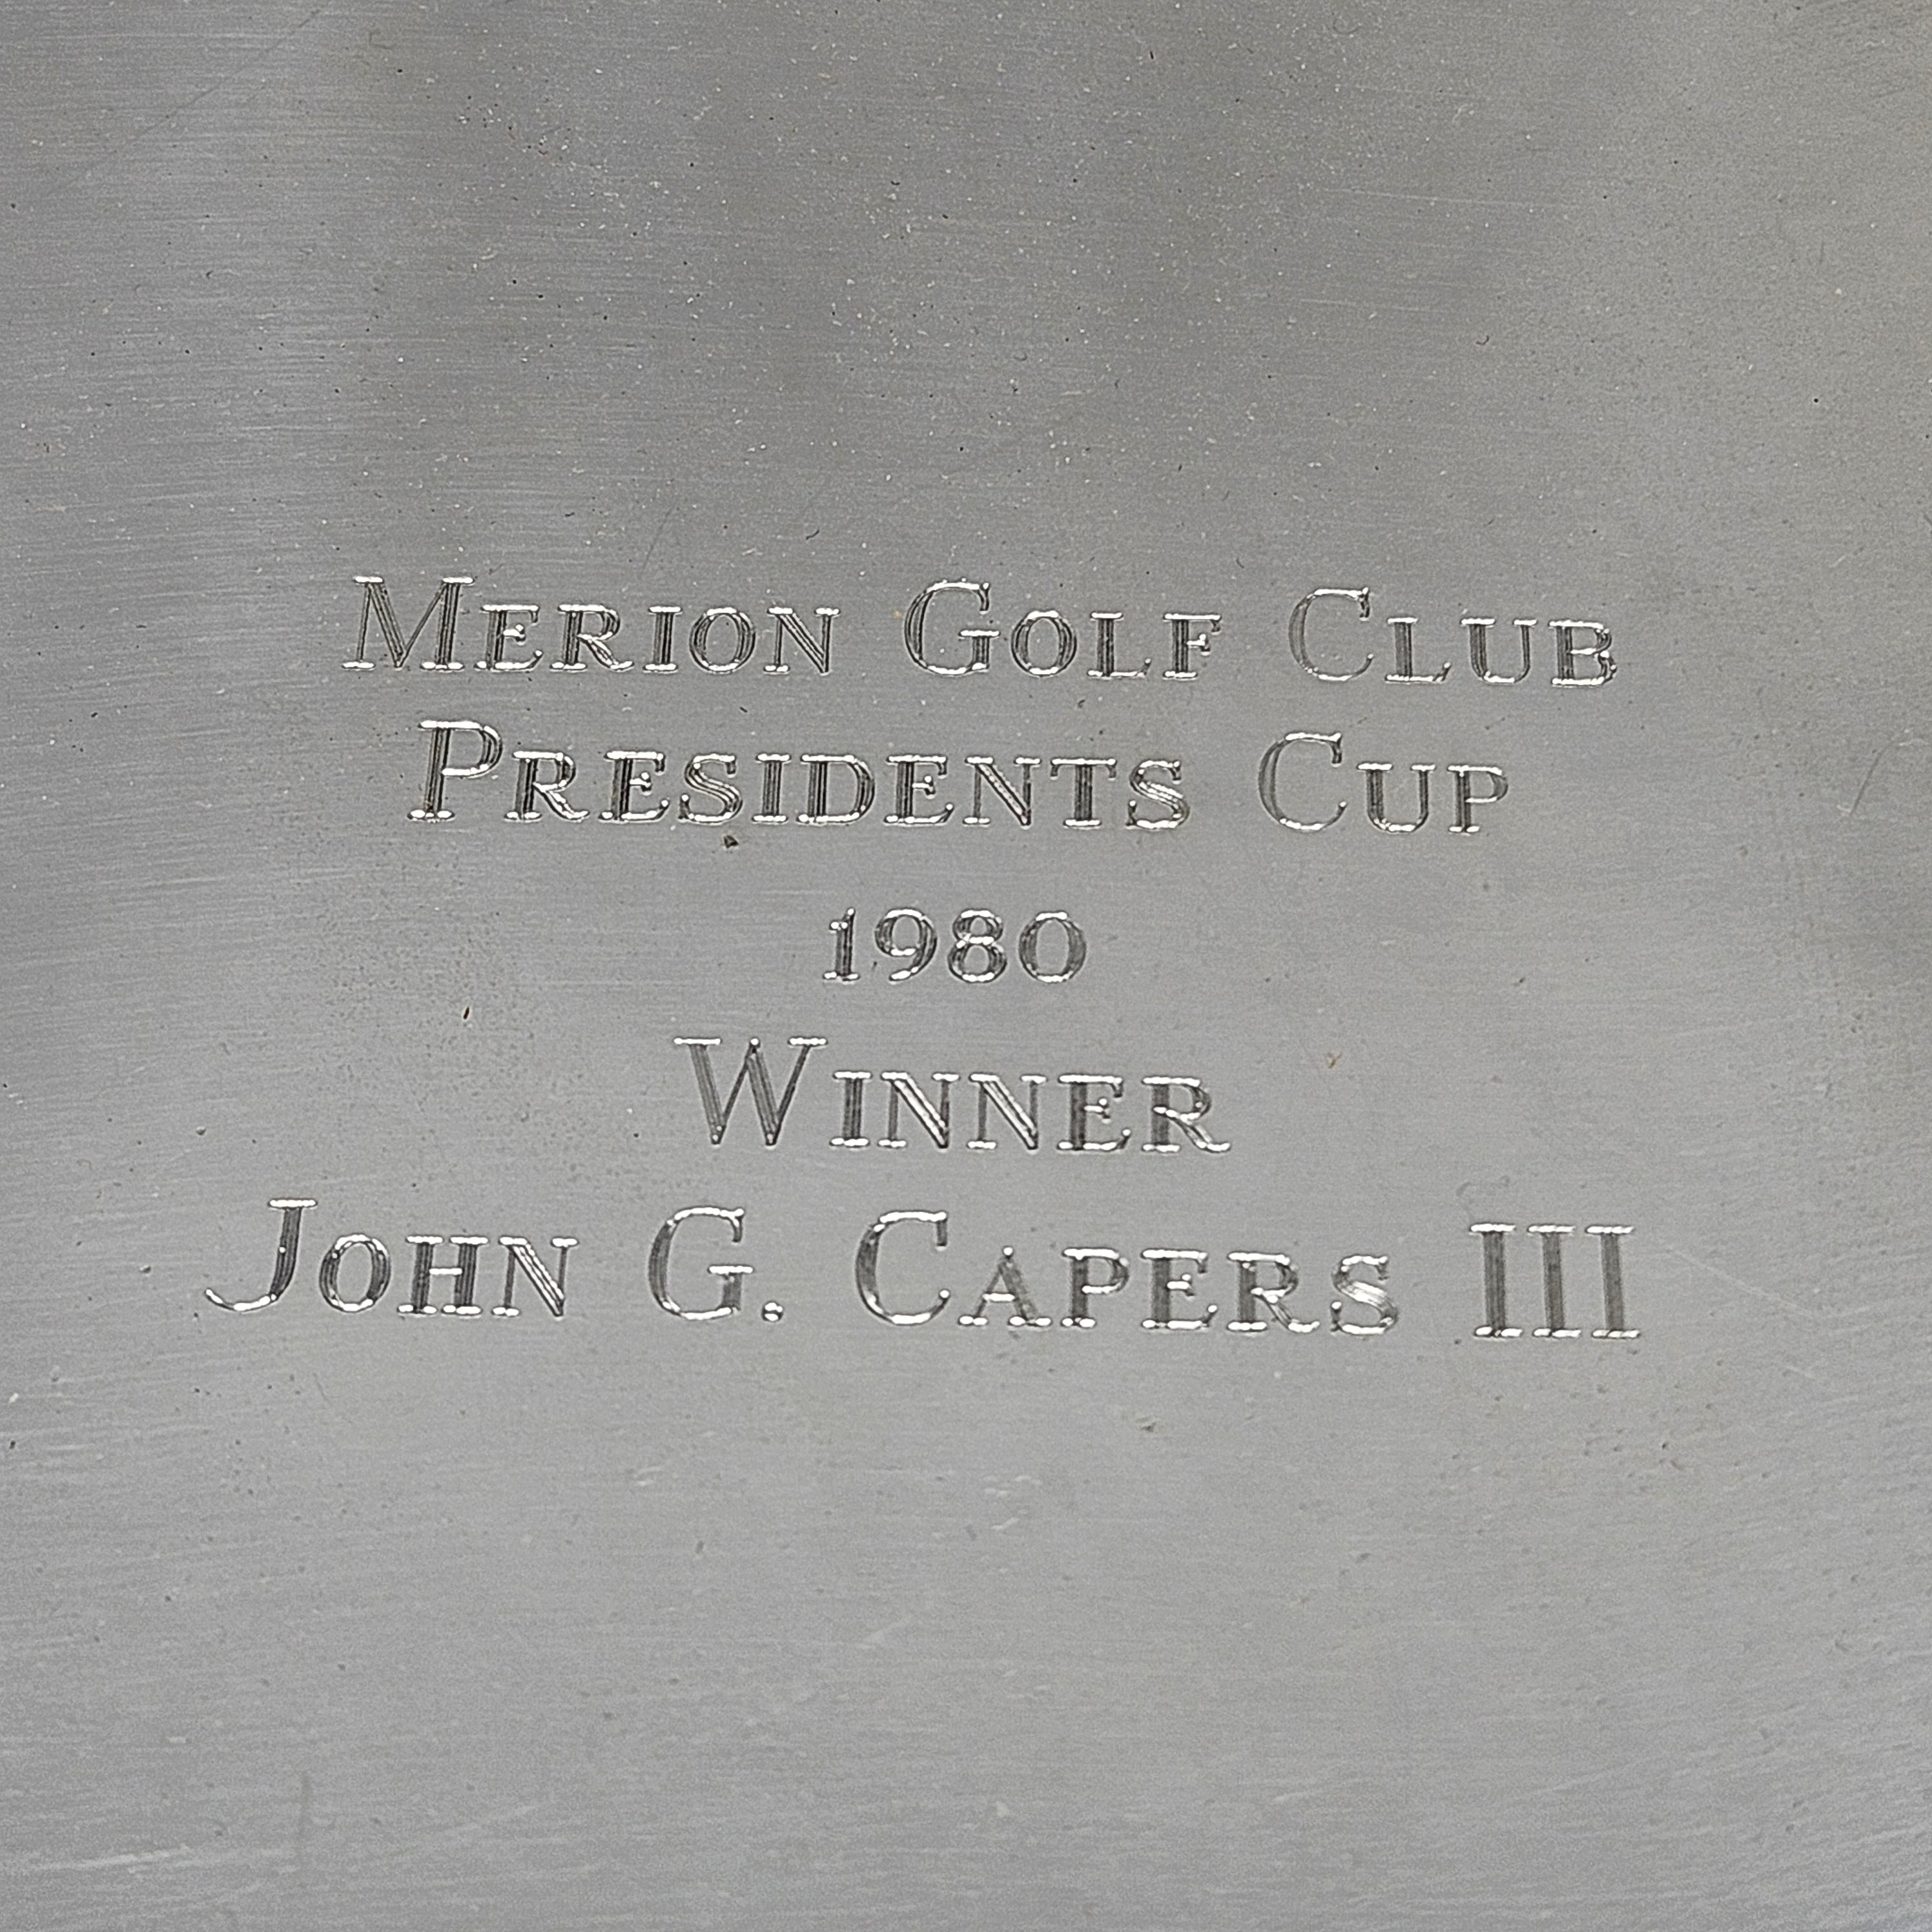 Merion Golf Club
Presidents Cup
1980
Winner
John G. Capers III